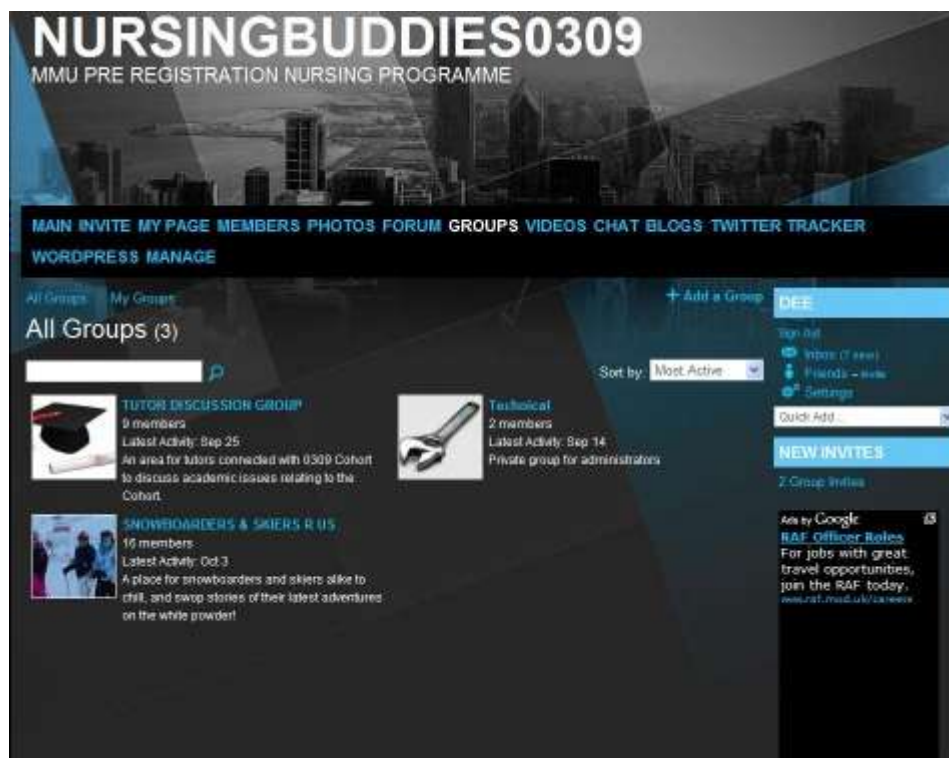 NURSINGBUDDIES0309
MMU PRE REGISTRATION NURSING PROGRAMME
MAIN INVITE MY PAGE MEMBERS PHOTOS FORUM GROUPS VIDEOS CHAT BLOGS TWITTER TRACKER
WORDPRESS MANAGE
All Groups My Groups
+ Add a Group
All Groups (3)
Sort by: Most Active
TUTOR DISCUSSION GROUP
9 members
Latest Activity: Sep 25
An area for tutors connected with 0309 Cohort
to discuss academic issues relating to the
Cohort.
Technical
2 members
Latest Activity: Sep 14
Private group for administrators
SNOWBOARDERS & SKIERS R US
16 members
Latest Activity: Oct 3
A place for snowboarders and skiers alike to
chill, and swop stories of their latest adventures
on the white powder!
DEE
Sign Out
Inbox (7 new)
Friends – Invite
Settings
Quick Add...
NEW INVITES
2 Group Invites
Ads by Google
RAF Officer Roles
For jobs with great
travel opportunities,
join the RAF today.
www.raf.mod.uk/careers